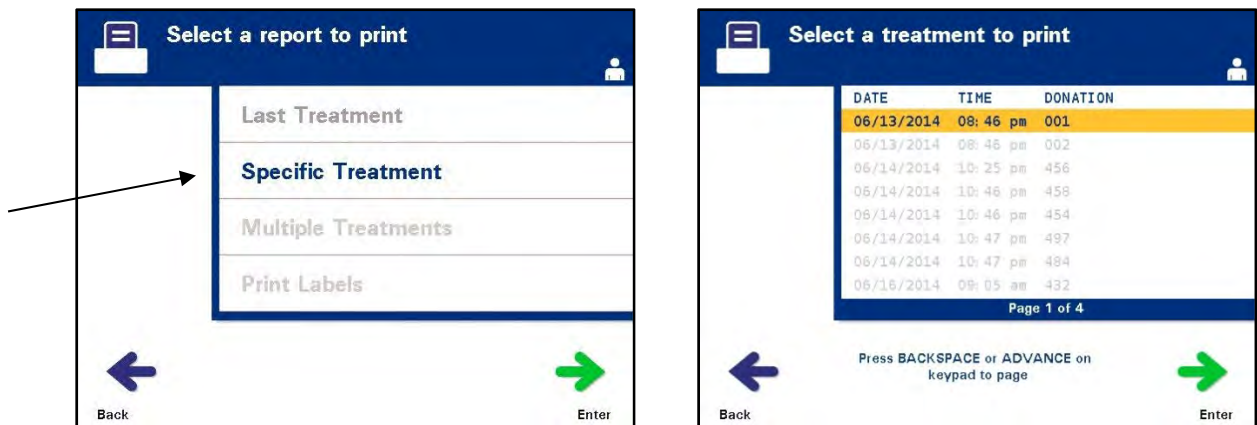 Select a report to print
Last Treatment
Specific Treatment
Multiple Treatments
Print Labels
Back
Enter
Select a treatment to print
DATE TIME DONATION
06/13/2014 08:46 pm 001
06/13/2014 08:46 pm 002
06/14/2014 10:25 pm 456
06/14/2014 10:46 pm 458
06/14/2014 10:46 pm 454
06/14/2014 10:47 pm 497
06/14/2014 10:47 pm 484
06/16/2014 09:05 am 432
Page 1 of 4
Press BACKSPACE or ADVANCE on
keypad to page
Back
Enter